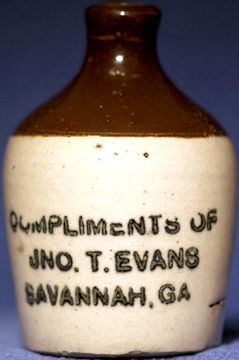 COMPLIMENTS OF
JNO. T. EVANS
SAVANNAH, GA